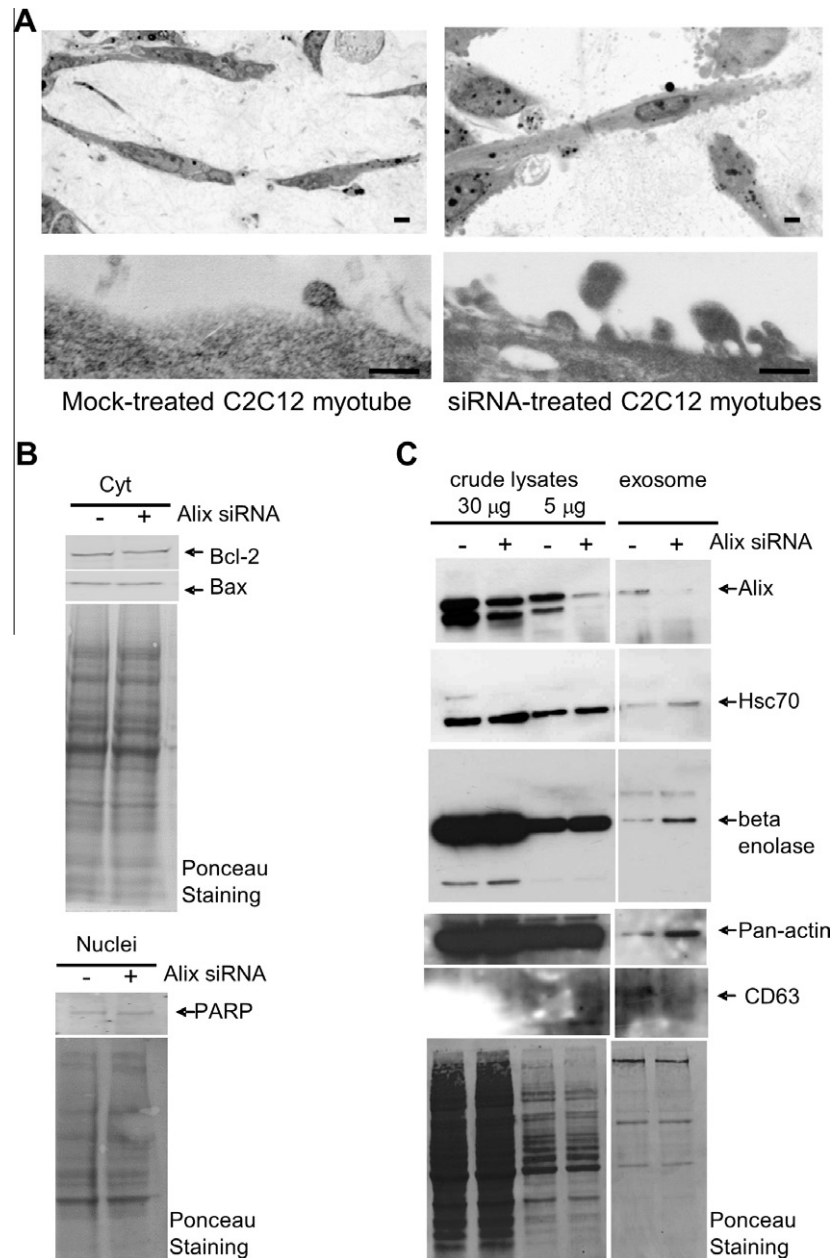 A
Mock-treated C2C12 myotube
siRNA-treated C2C12 myotubes
B
Cyt
- + Alix siRNA
Bcl-2
Bax
Ponceau
Staining
Nuclei
- + Alix siRNA
PARP
Ponceau
Staining
C
crude lysates exosome
30 µg 5 µg
- + - + - + Alix siRNA
Alix
Hsc70
beta
enolase
Pan-actin
CD63
Ponceau
Staining